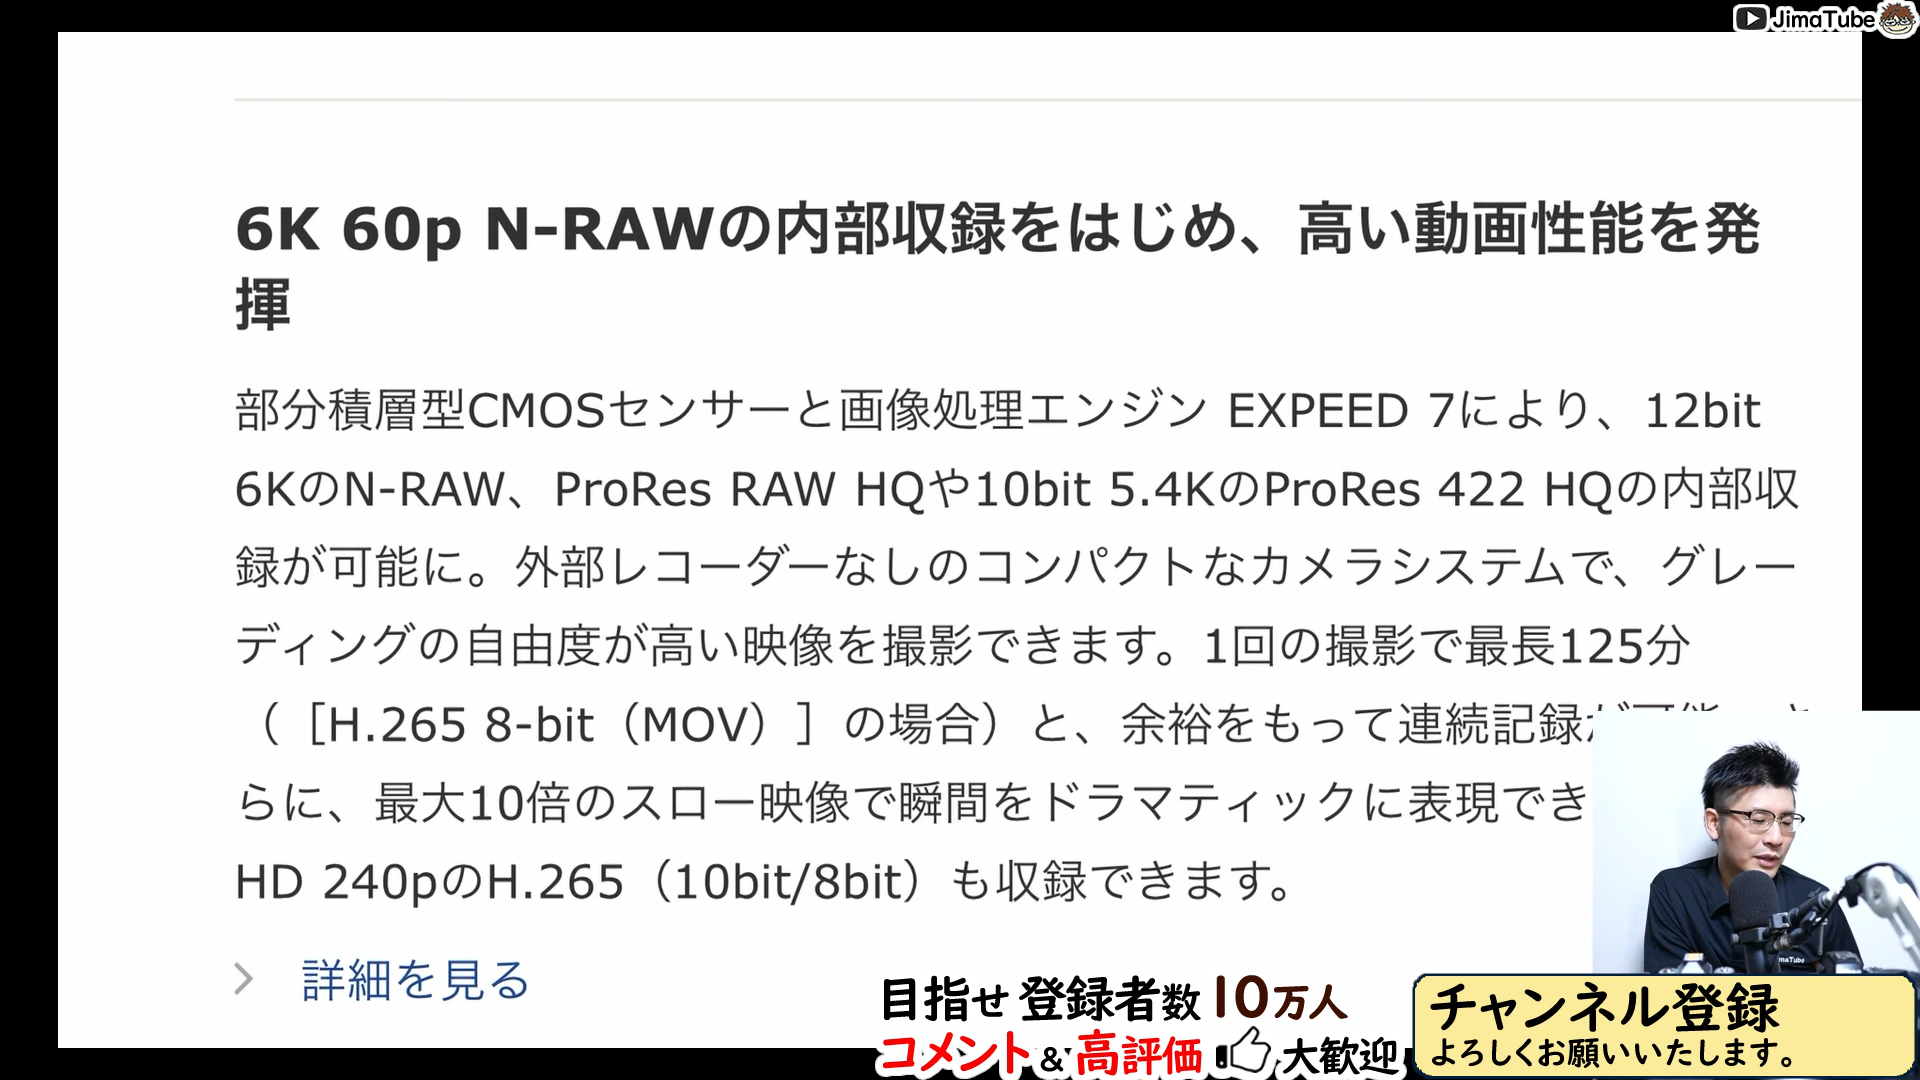 JimaTube
6K 60p N-RAWの内部収録をはじめ、高い動画性能を発
揮
部分積層型CMOSセンサーと画像処理エンジン EXPEED 7により、12bit
6KのN-RAW、ProRes RAW HQや10bit 5.4KのProRes 422 HQの内部収
録が可能に。外部レコーダーなしのコンパクトなカメラシステムで、グレー
ディングの自由度が高い映像を撮影できます。1回の撮影で最長125分
（［H.265 8-bit（MOV）］の場合）と、余裕をもって連続記録が
らに、最大10倍のスロー映像で瞬間をドラマティックに表現でき
HD 240pのH.265（10bit/8bit）も収録できます。
詳細を見る
目指せ 登録者数10万人
コメント&高評価 大歓迎
チャンネル登録
よろしくお願いいたします。